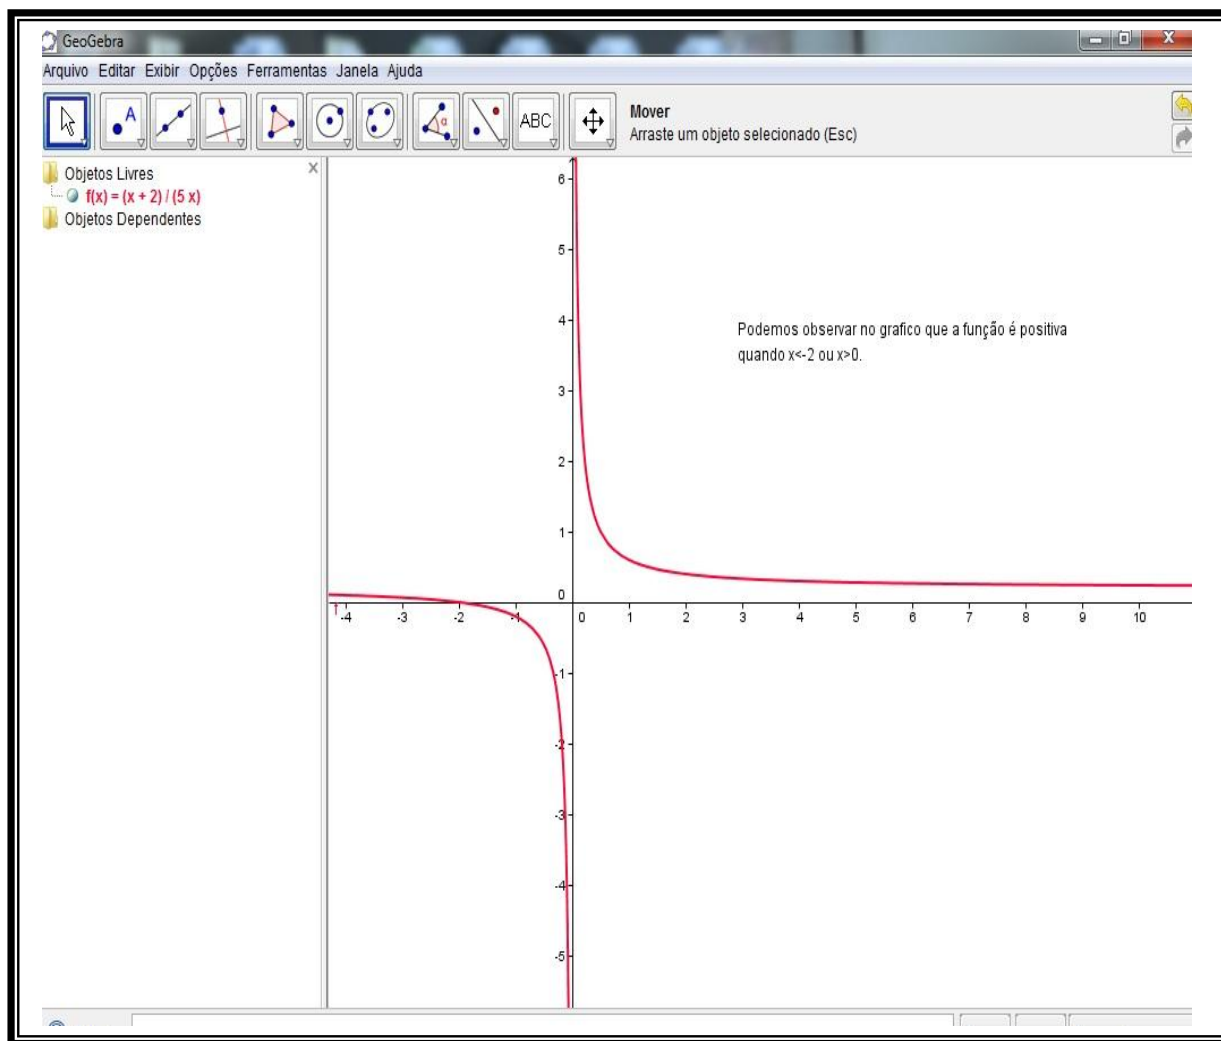 GeoGebra
Arquivo Editar Exibir Opções Ferramentas Janela Ajuda
A
α
ABC
Mover
Arraste um objeto selecionado (Esc)
Objetos Livres
f(x) = (x + 2) / (5 x)
Objetos Dependentes
Podemos observar no grafico que a função é positiva
quando x<-2 ou x>0.
6
5
4
3
2
1
0
-4 -3 -2 -1 0 1 2 3 4 5 6 7 8 9 10
-1
-2
-3
-4
-5